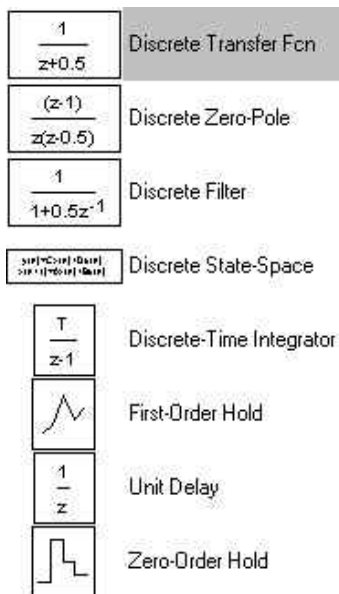 1
z+0.5
Discrete Transfer Fcn
(z-1)
z(z-0.5)
Discrete Zero-Pole
1
1+0.5z⁻¹
Discrete Filter
Discrete State-Space
T
z-1
Discrete-Time Integrator
First-Order Hold
1
z
Unit Delay
Zero-Order Hold